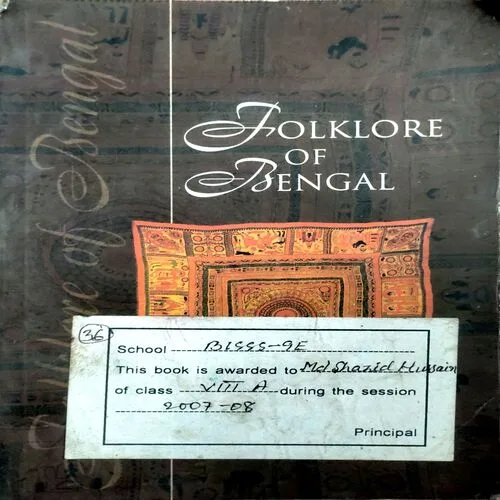 Folklore of Bengal
FOLKLORE
OF
BENGAL
36
School BISSS-9E
This book is awarded to Md Shazid Hussain
of class VIII A during the session
2007-08
Principal